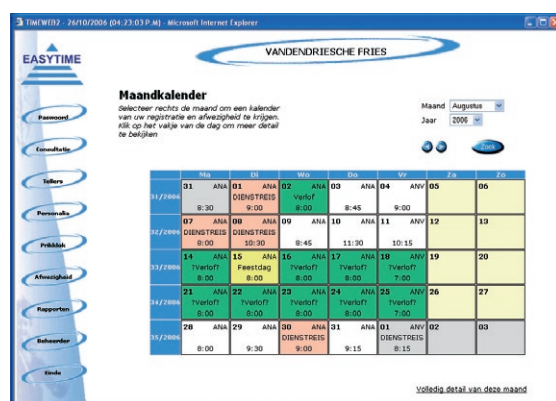 TIMEWEB2 - 26/10/2006 (04:23:03 P.M) - Microsoft Internet Explorer
EASYTIME
VANDENDRIESCHE FRIES
Maandkalender
Selecteer rechts de maand om een kalender
van uw registratie en afwezigheid te krijgen.
Klik op het vakje van de dag om meer detail
te bekijken
Maand Augustus
Jaar 2006
Zoek
Password
Consultatie
Tellers
Personalia
Prikklok
Afwezigheid
Rapporten
Beheerder
Einde
Ma Di Wo Do Vr Za Zo
31/2006 31 ANA 01 ANA 02 ANA 03 ANA 04 ANV 05 06
DIENSTREIS Verlof
8:30 9:00 8:00 8:45 9:00
32/2006 07 ANA 08 ANA 09 ANA 10 ANA 11 ANV 12 13
DIENSTREIS DIENSTREIS
8:00 10:30 8:45 11:30 10:15
33/2006 14 ANA 15 ANA 16 ANA 17 ANA 18 ANV 19 20
?Verlof? Feestdag ?Verlof? ?Verlof? ?Verlof?
8:00 8:00 8:00 8:00 7:00
34/2006 21 ANA 22 ANA 23 ANA 24 ANA 25 ANV 26 27
?Verlof? ?Verlof? ?Verlof? ?Verlof? ?Verlof?
8:00 8:00 8:00 8:00 7:00
35/2006 28 ANA 29 ANA 30 ANA 31 ANA 01 ANV 02 03
DIENSTREIS DIENSTREIS
8:00 9:30 9:00 9:15 8:15
Volledig detail van deze maand